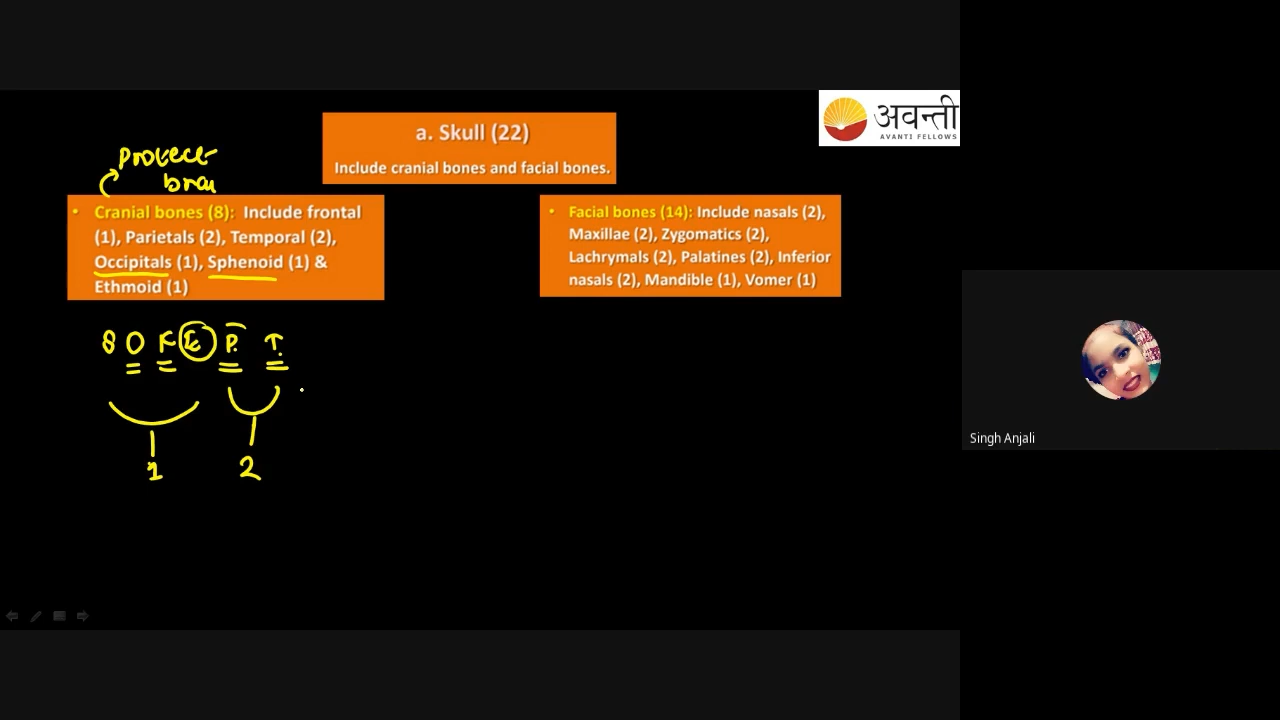 अवन्ती
AVANTI FELLOWS
a. Skull (22)
Include cranial bones and facial bones.
Protect
brain
• Cranial bones (8): Include frontal
(1), Parietals (2), Temporal (2),
Occipitals (1), Sphenoid (1) &
Ethmoid (1)
• Facial bones (14): Include nasals (2),
Maxillae (2), Zygomatics (2),
Lachrymals (2), Palatines (2), Inferior
nasals (2), Mandible (1), Vomer (1)
S O F E P T
1 2
Singh Anjali